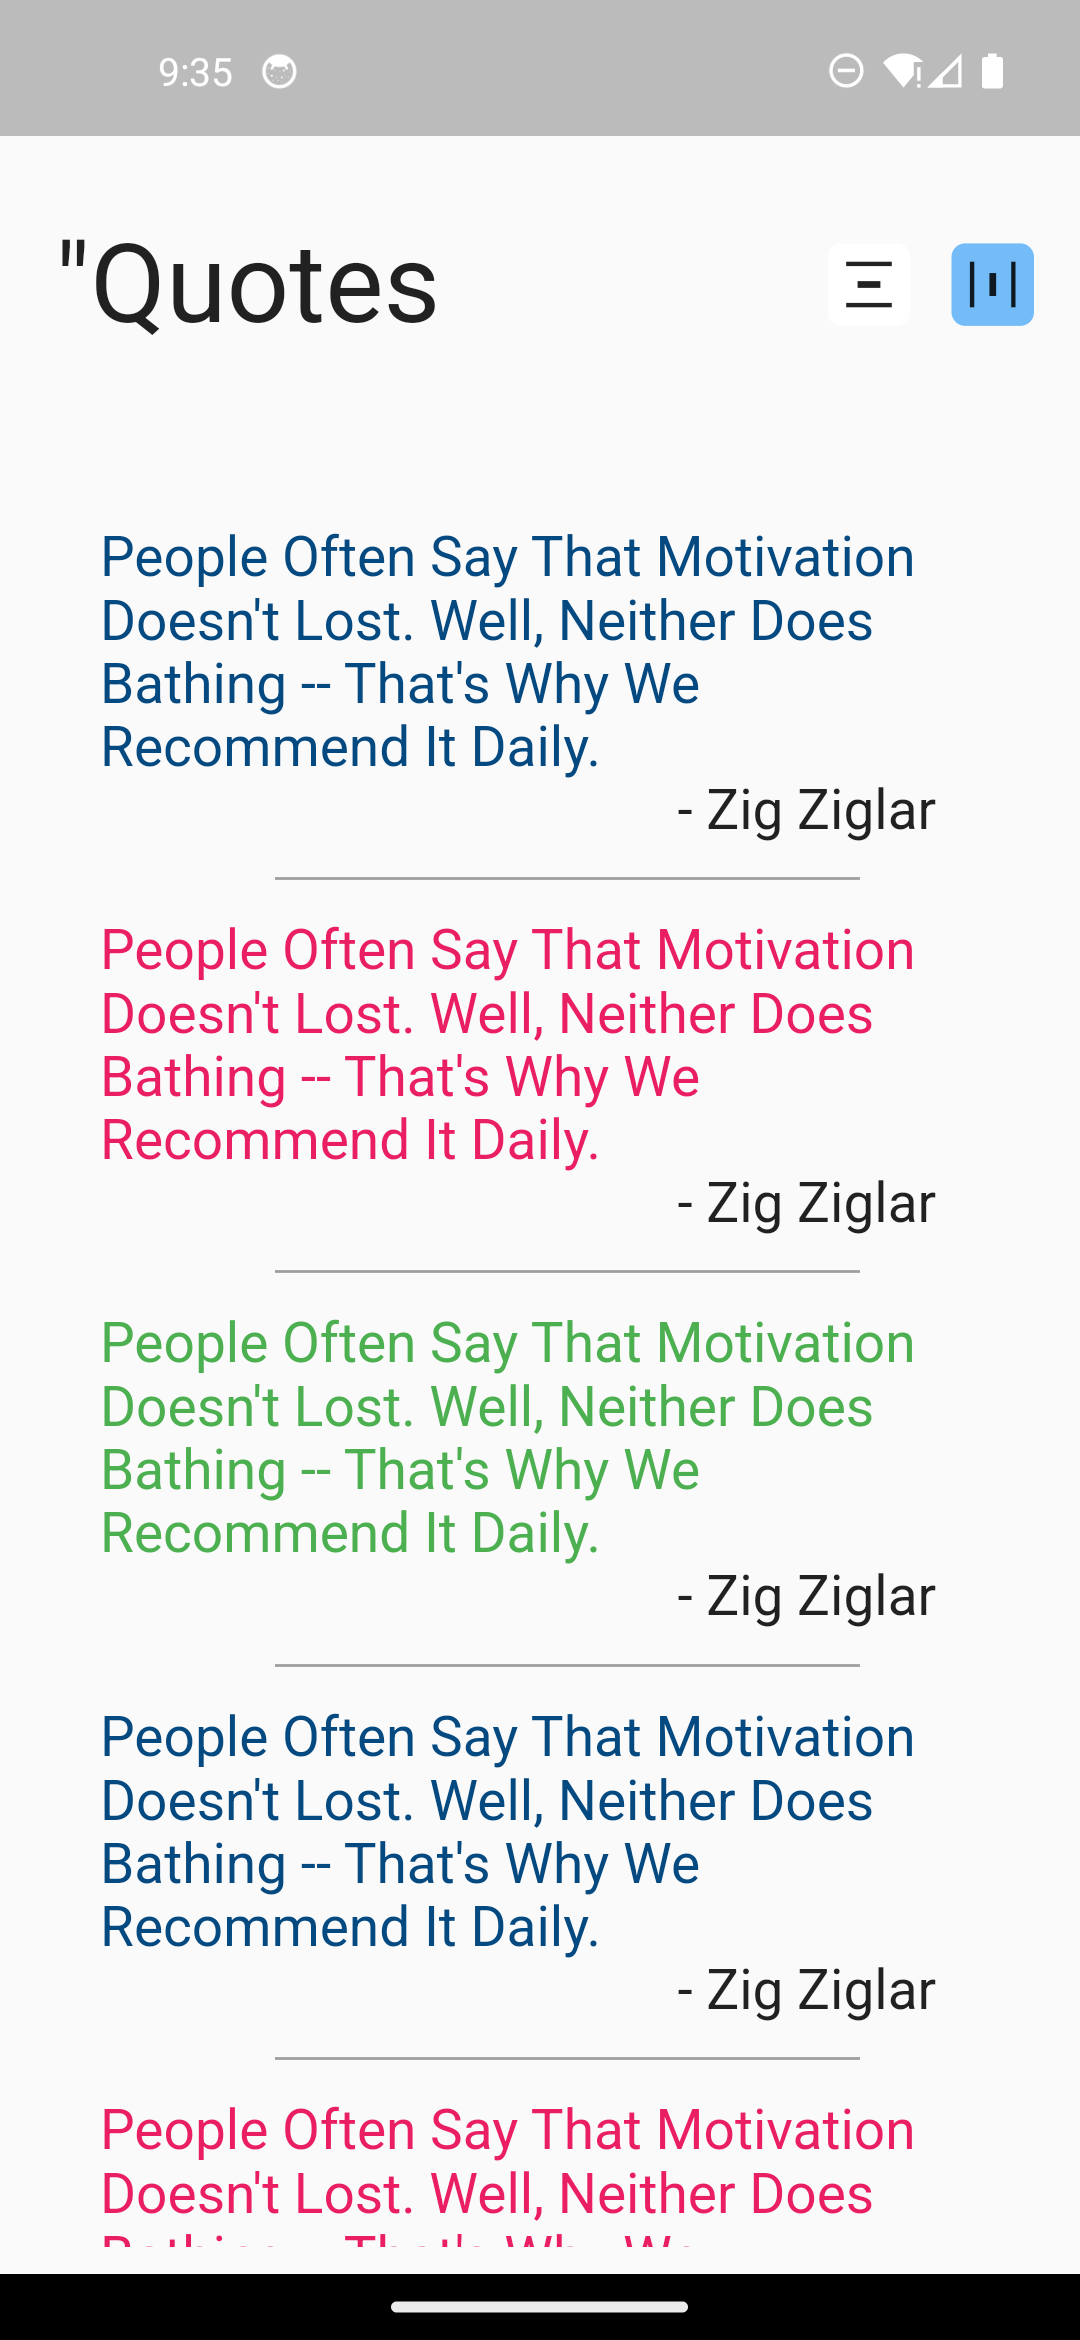 9:35
"Quotes
People Often Say That Motivation
Doesn't Lost. Well, Neither Does
Bathing -- That's Why We
Recommend It Daily.
- Zig Ziglar
People Often Say That Motivation
Doesn't Lost. Well, Neither Does
Bathing -- That's Why We
Recommend It Daily.
- Zig Ziglar
People Often Say That Motivation
Doesn't Lost. Well, Neither Does
Bathing -- That's Why We
Recommend It Daily.
- Zig Ziglar
People Often Say That Motivation
Doesn't Lost. Well, Neither Does
Bathing -- That's Why We
Recommend It Daily.
- Zig Ziglar
People Often Say That Motivation
Doesn't Lost. Well, Neither Does
Bathing -- That's Why We